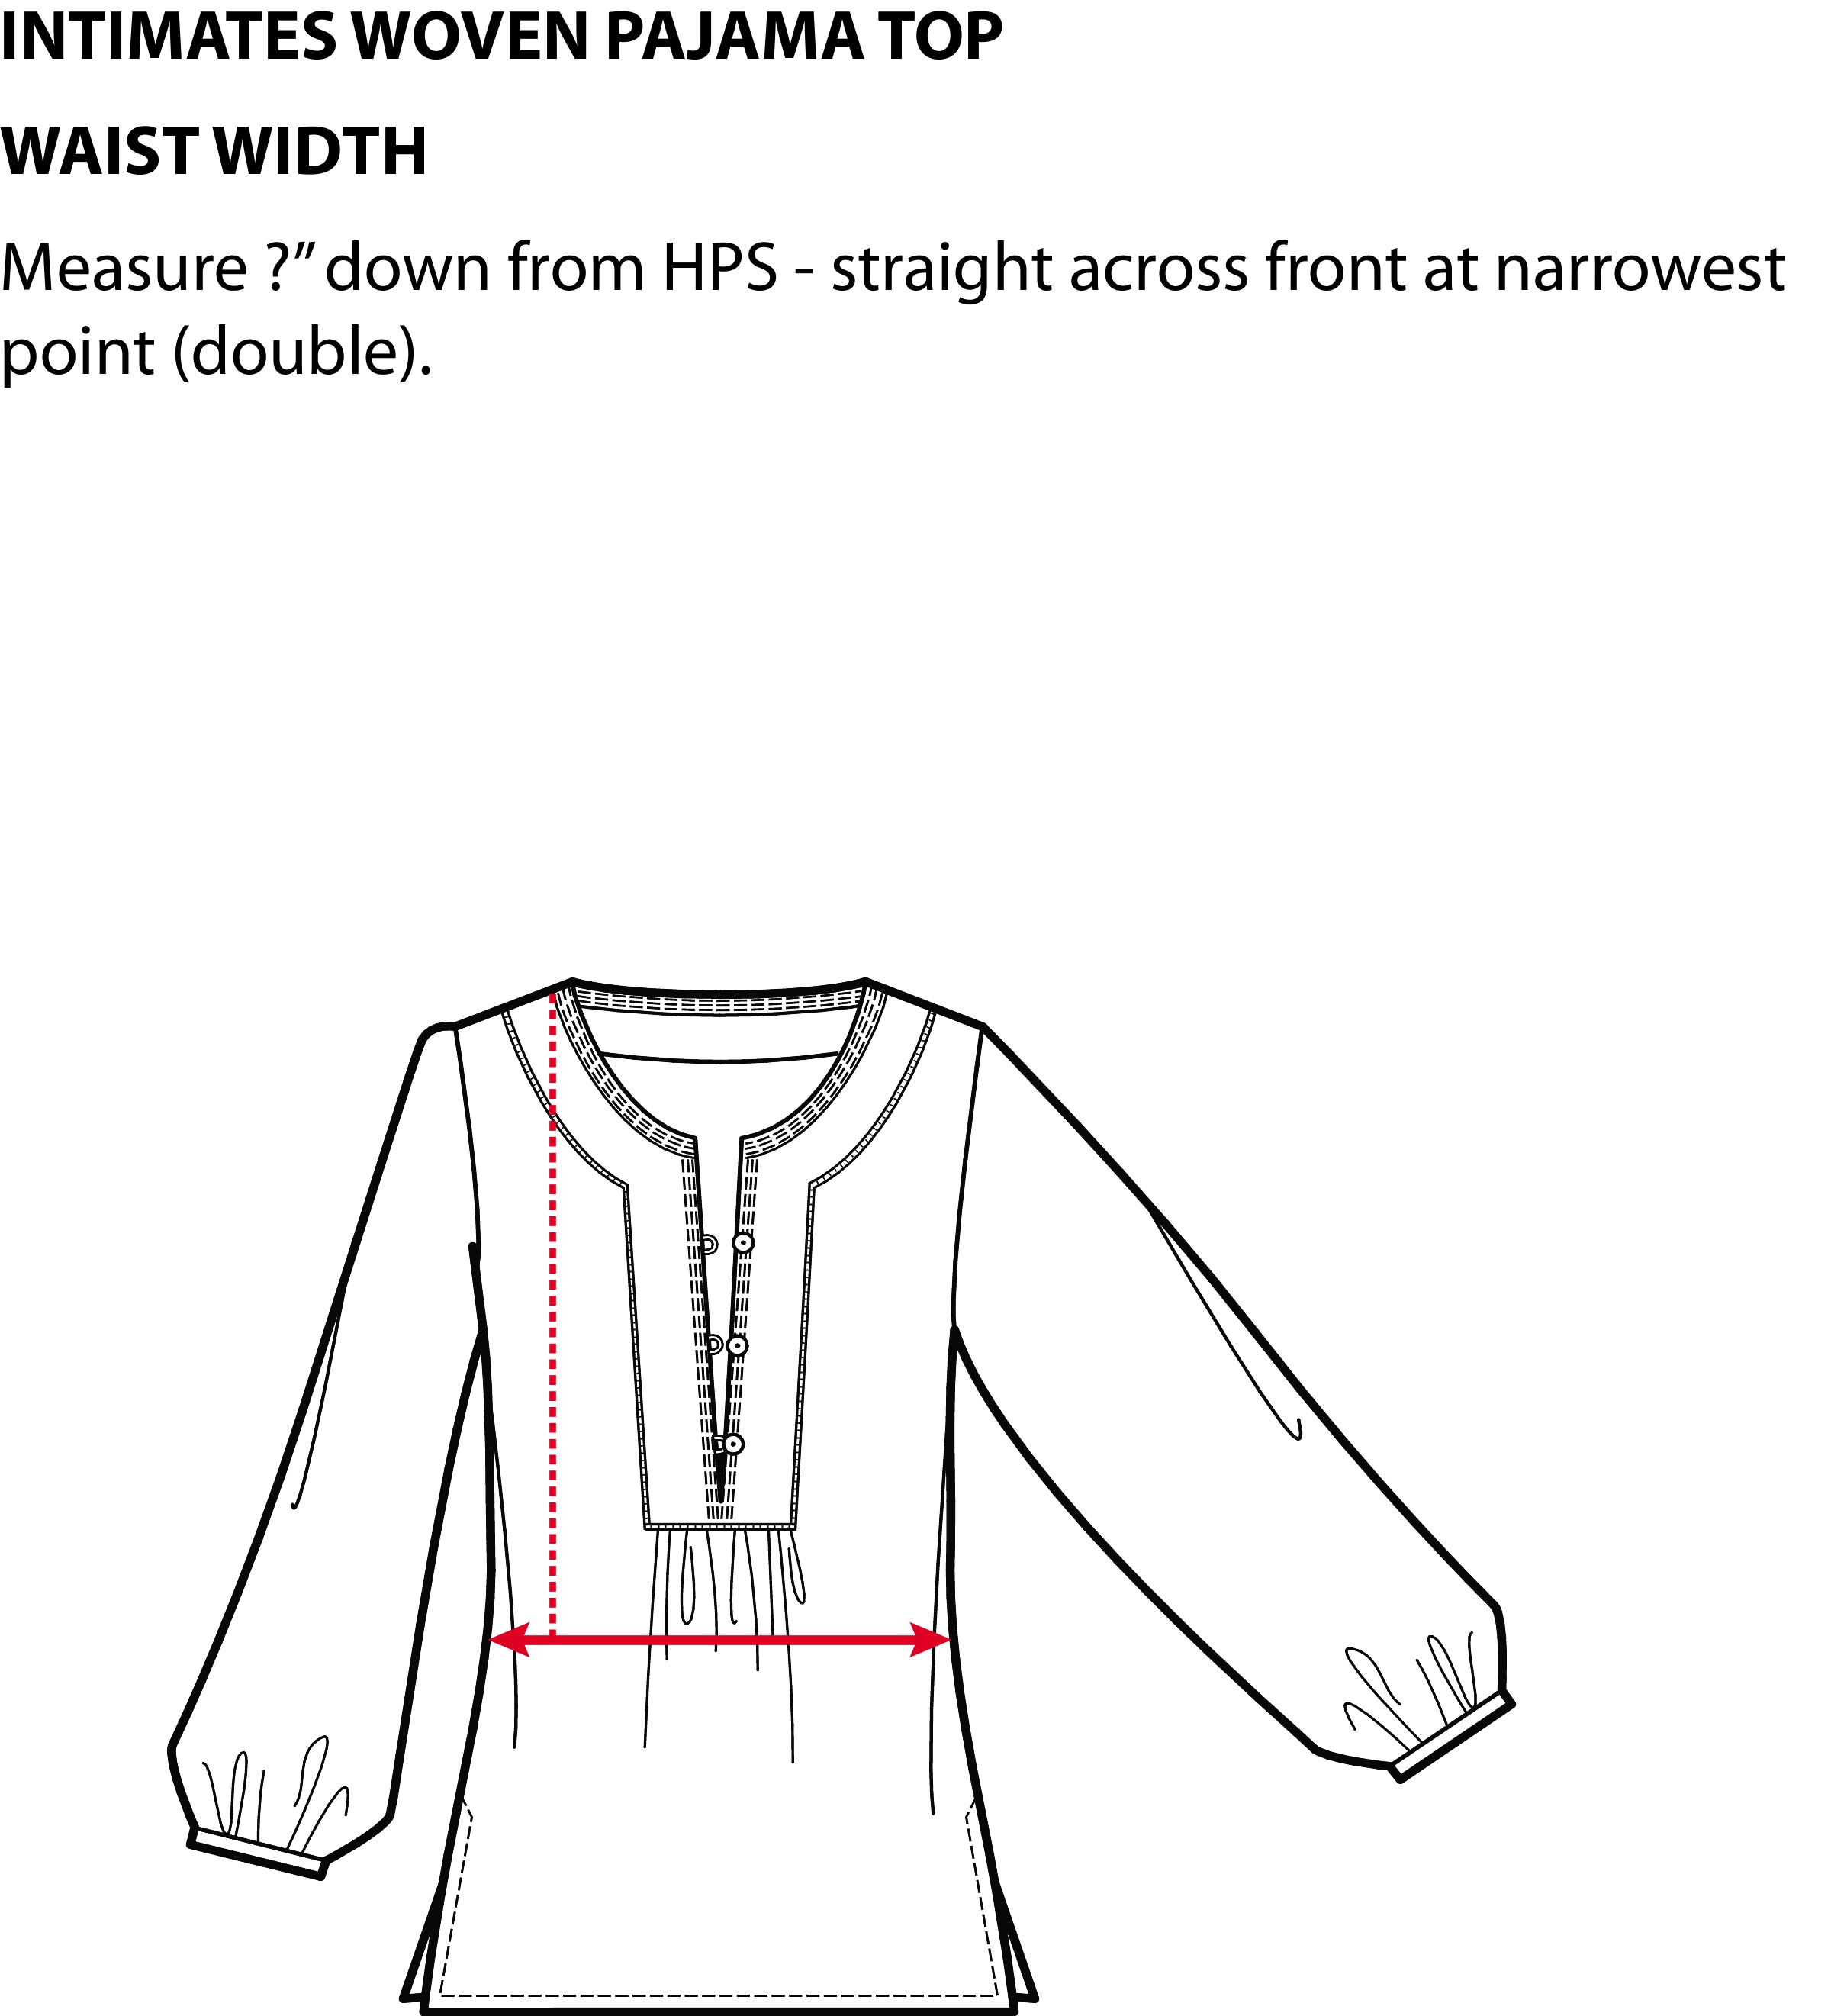 INTIMATES WOVEN PAJAMA TOP
WAIST WIDTH
Measure ?” down from HPS - straight across front at narrowest
point (double).